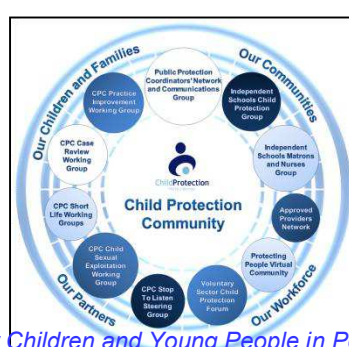 Our Children and Families
Our Communities
Public Protection
Coordinators' Network
and Communications
Group
Independent
Schools Child
Protection
Group
Independent
Schools Matrons
and Nurses
Group
Approved
Providers
Network
Protecting
People Virtual
Community
Voluntary
Sector Child
Protection
Forum
CPC Stop
To Listen
Steering
Group
CPC Child
Sexual
Exploitation
Working
Group
CPC Short
Life Working
Groups
CPC Case
Review
Working
Group
CPC Practice
Improvement
Working Group
ChildProtection
Child Protection
Community
Our Partners
Our Workforce
Children and Young People in P